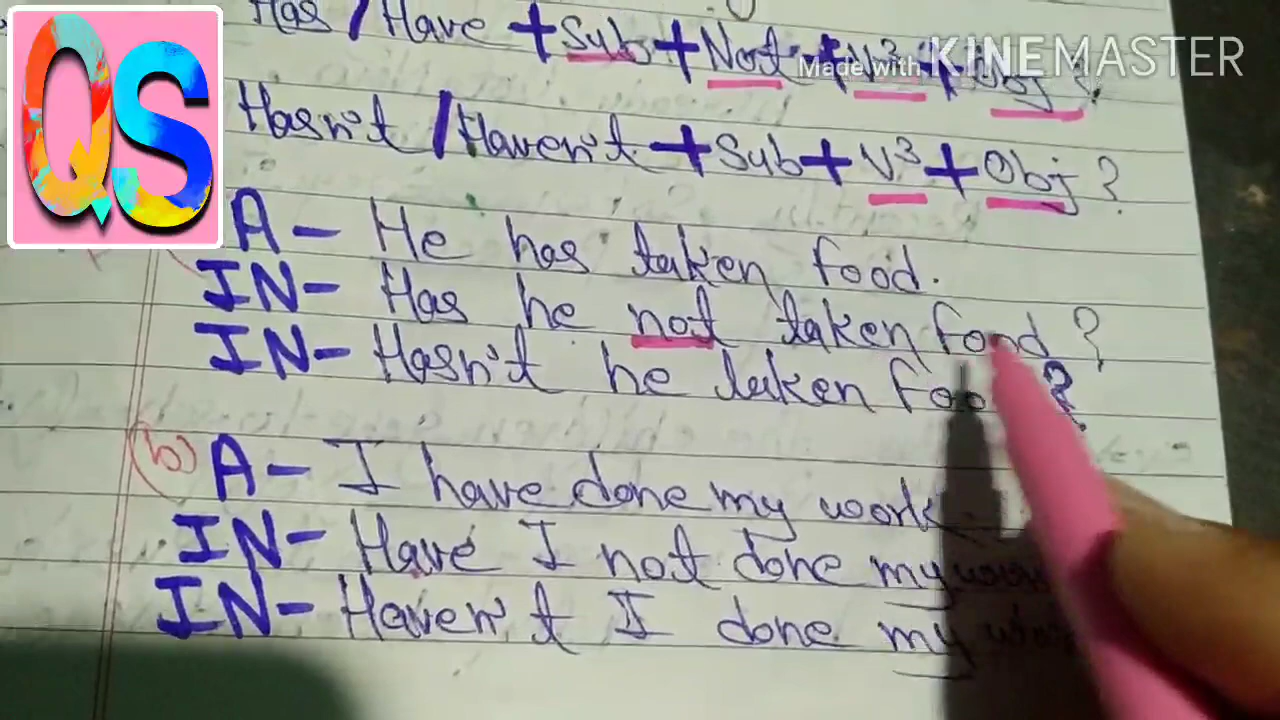 QS
Has / Have + Sub + Not + V³ + Obj ?
Made with KINEMASTER
Hasn't / Haven't + Sub + V³ + Obj ?
A - He has taken food.
IN - Has he not taken food ?
IN - Hasn't he taken food ?
(b) A - I have done my work.
IN - Have I not done my
IN - Haven't I done my